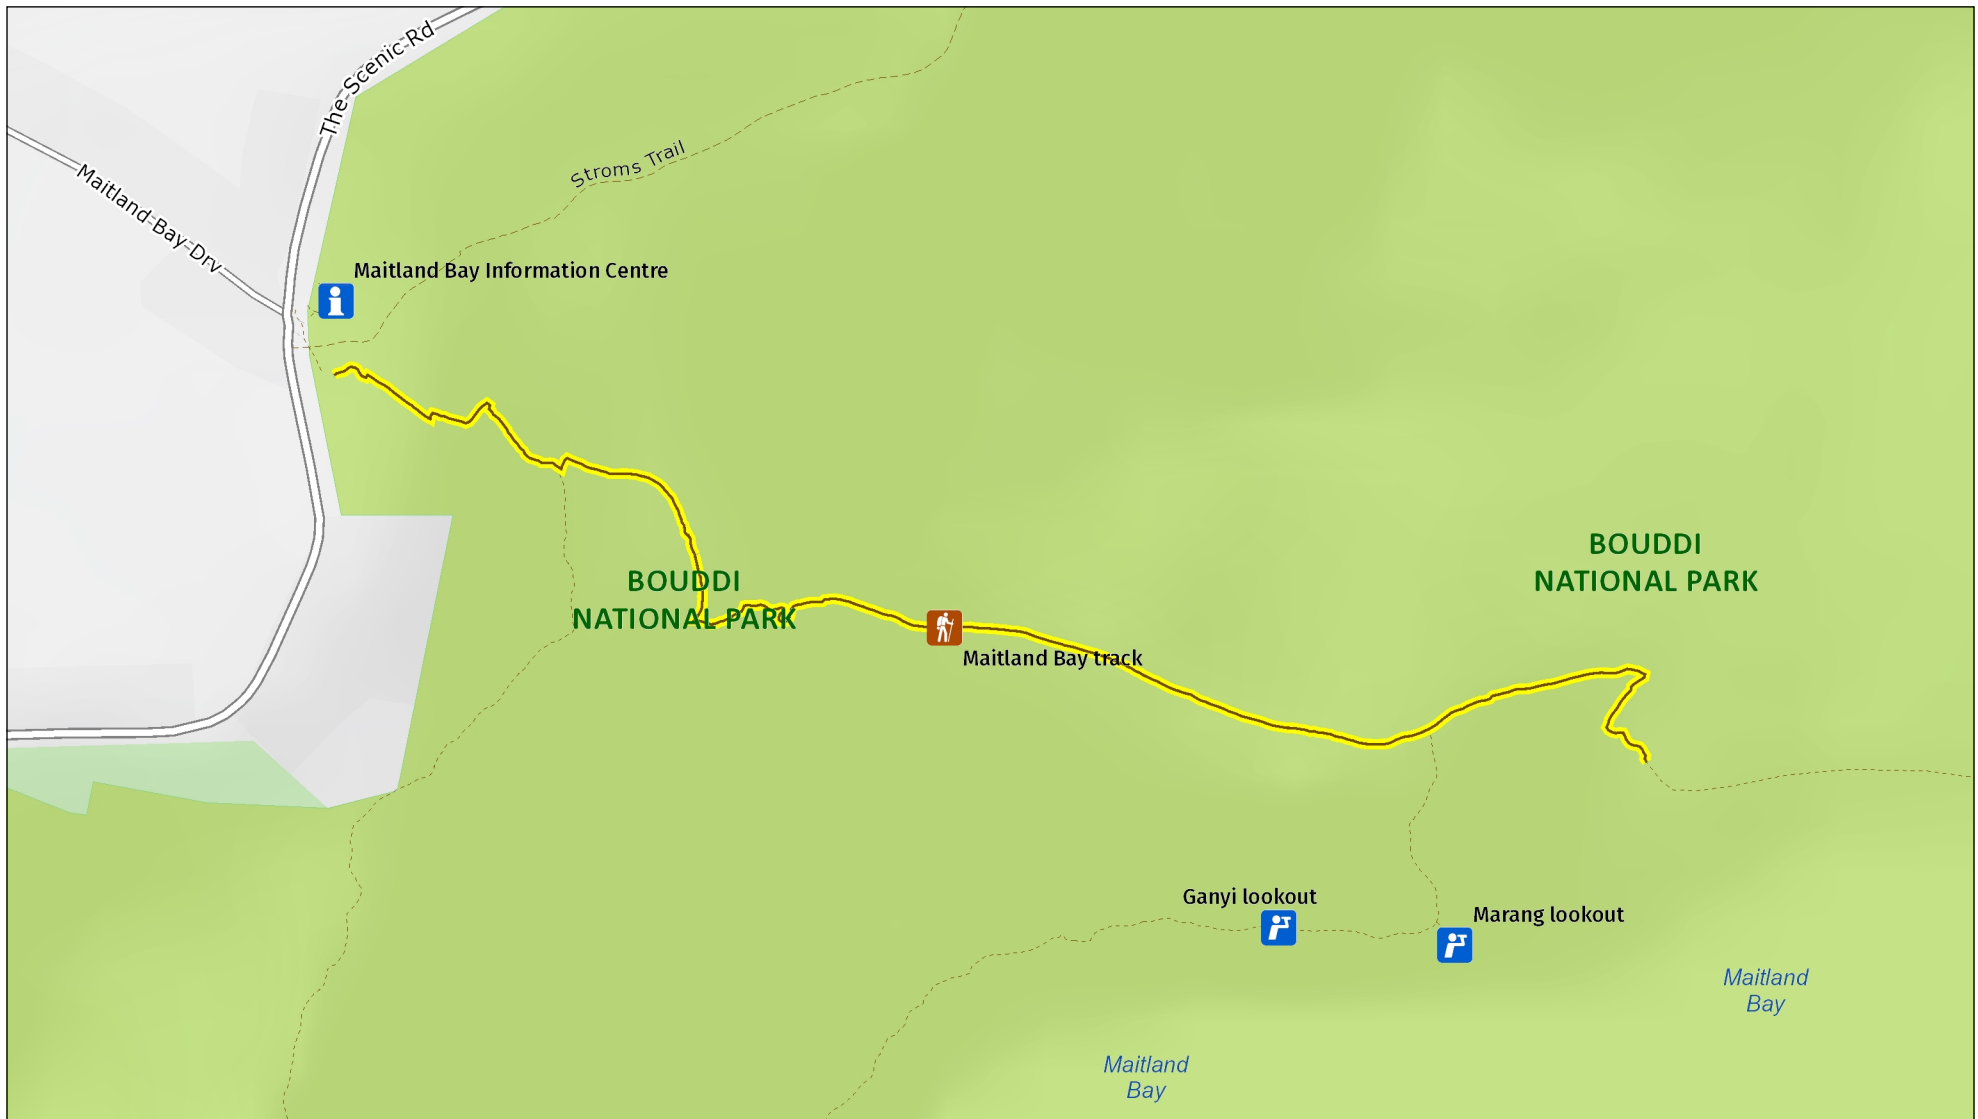 The Scenic Rd
Stroms Trail
Maitland Bay Drv
Maitland Bay Information Centre
BOUDDI
NATIONAL PARK
BOUDDI
NATIONAL PARK
Maitland Bay track
Ganyi lookout
Marang lookout
Maitland
Bay
Maitland
Bay